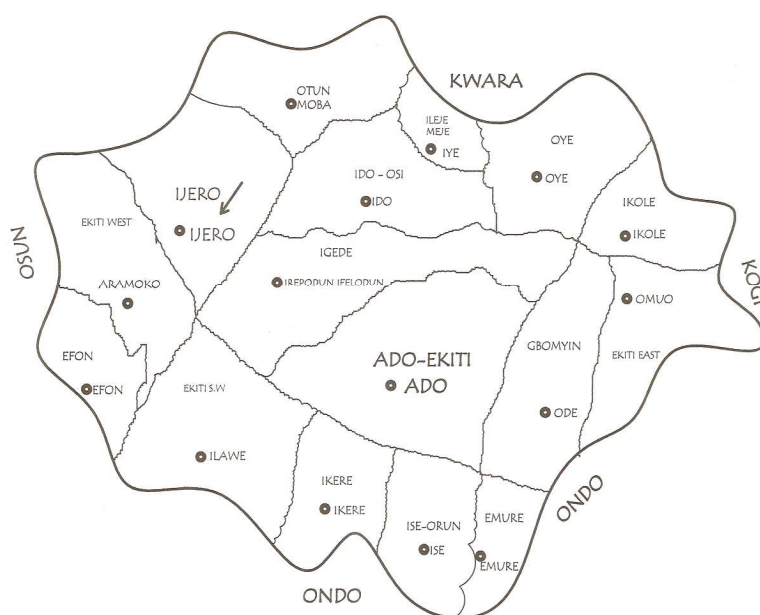 KWARA
OTUN
MOBA
ILEJE
MEJE
IYE
OYE
OYE
IDO - OSI
IDO
IJERO
IJERO
IKOLE
IKOLE
EKITI WEST
OSUN
KOGI
IGEDE
IREPODUN IFELODUN
ARAMOKO
OMUO
EKITI EAST
GBOMYIN
ADO-EKITI
ADO
EFON
EFON
EKITI S.W
ODE
ILAWE
ONDO
IKERE
IKERE
ISE-ORUN
ISE
EMURE
EMURE
ONDO